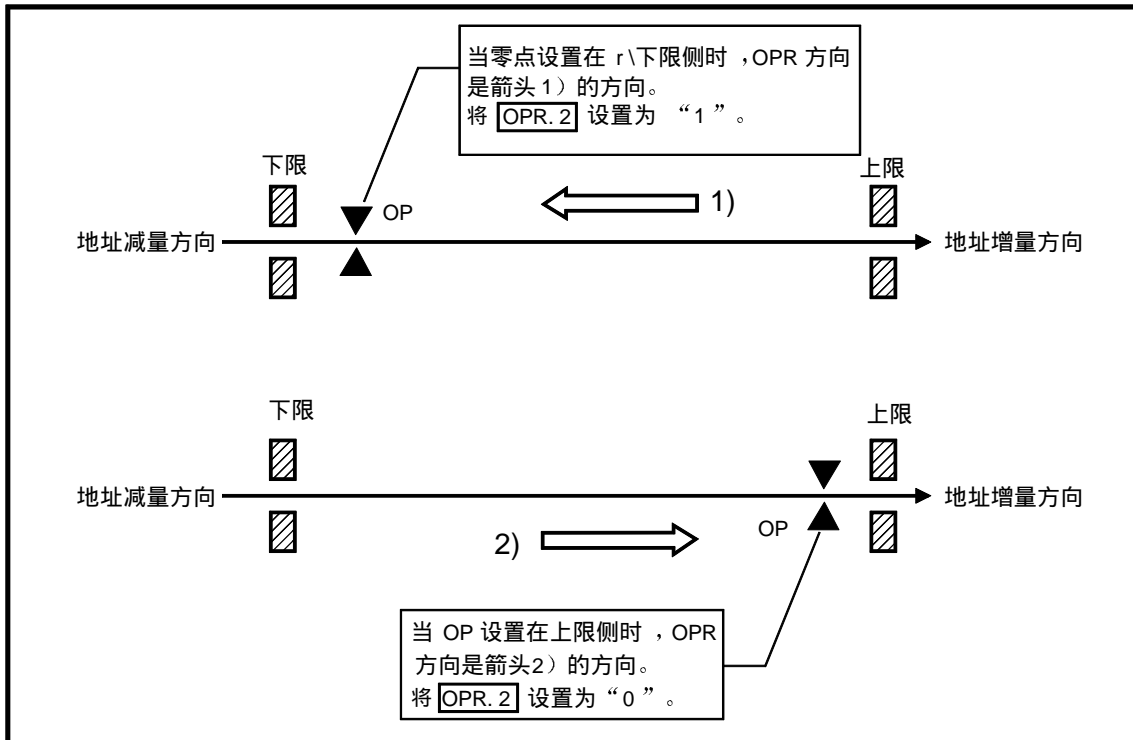 当零点设置在 r\下限侧时 ，OPR 方向
是箭头 1）的方向。
将 OPR. 2 设置为 “1 ”。
下限
上限
OP
1)
地址减量方向
地址增量方向
下限
上限
地址减量方向
地址增量方向
2)
OP
当 OP 设置在上限侧时 ，OPR
方向是箭头2）的方向。
将 OPR. 2 设置为“0 ”。